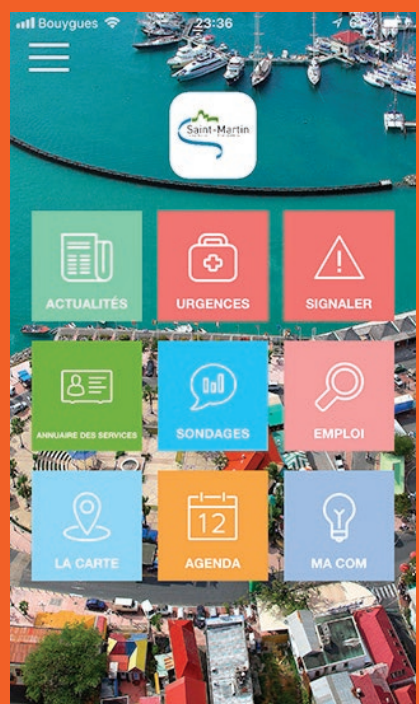 Bouygues 23:36
Saint-Martin
ACTUALITÉS URGENCES SIGNALER
ANNUAIRE DES SERVICES SONDAGES EMPLOI
12
LA CARTE AGENDA MA COM